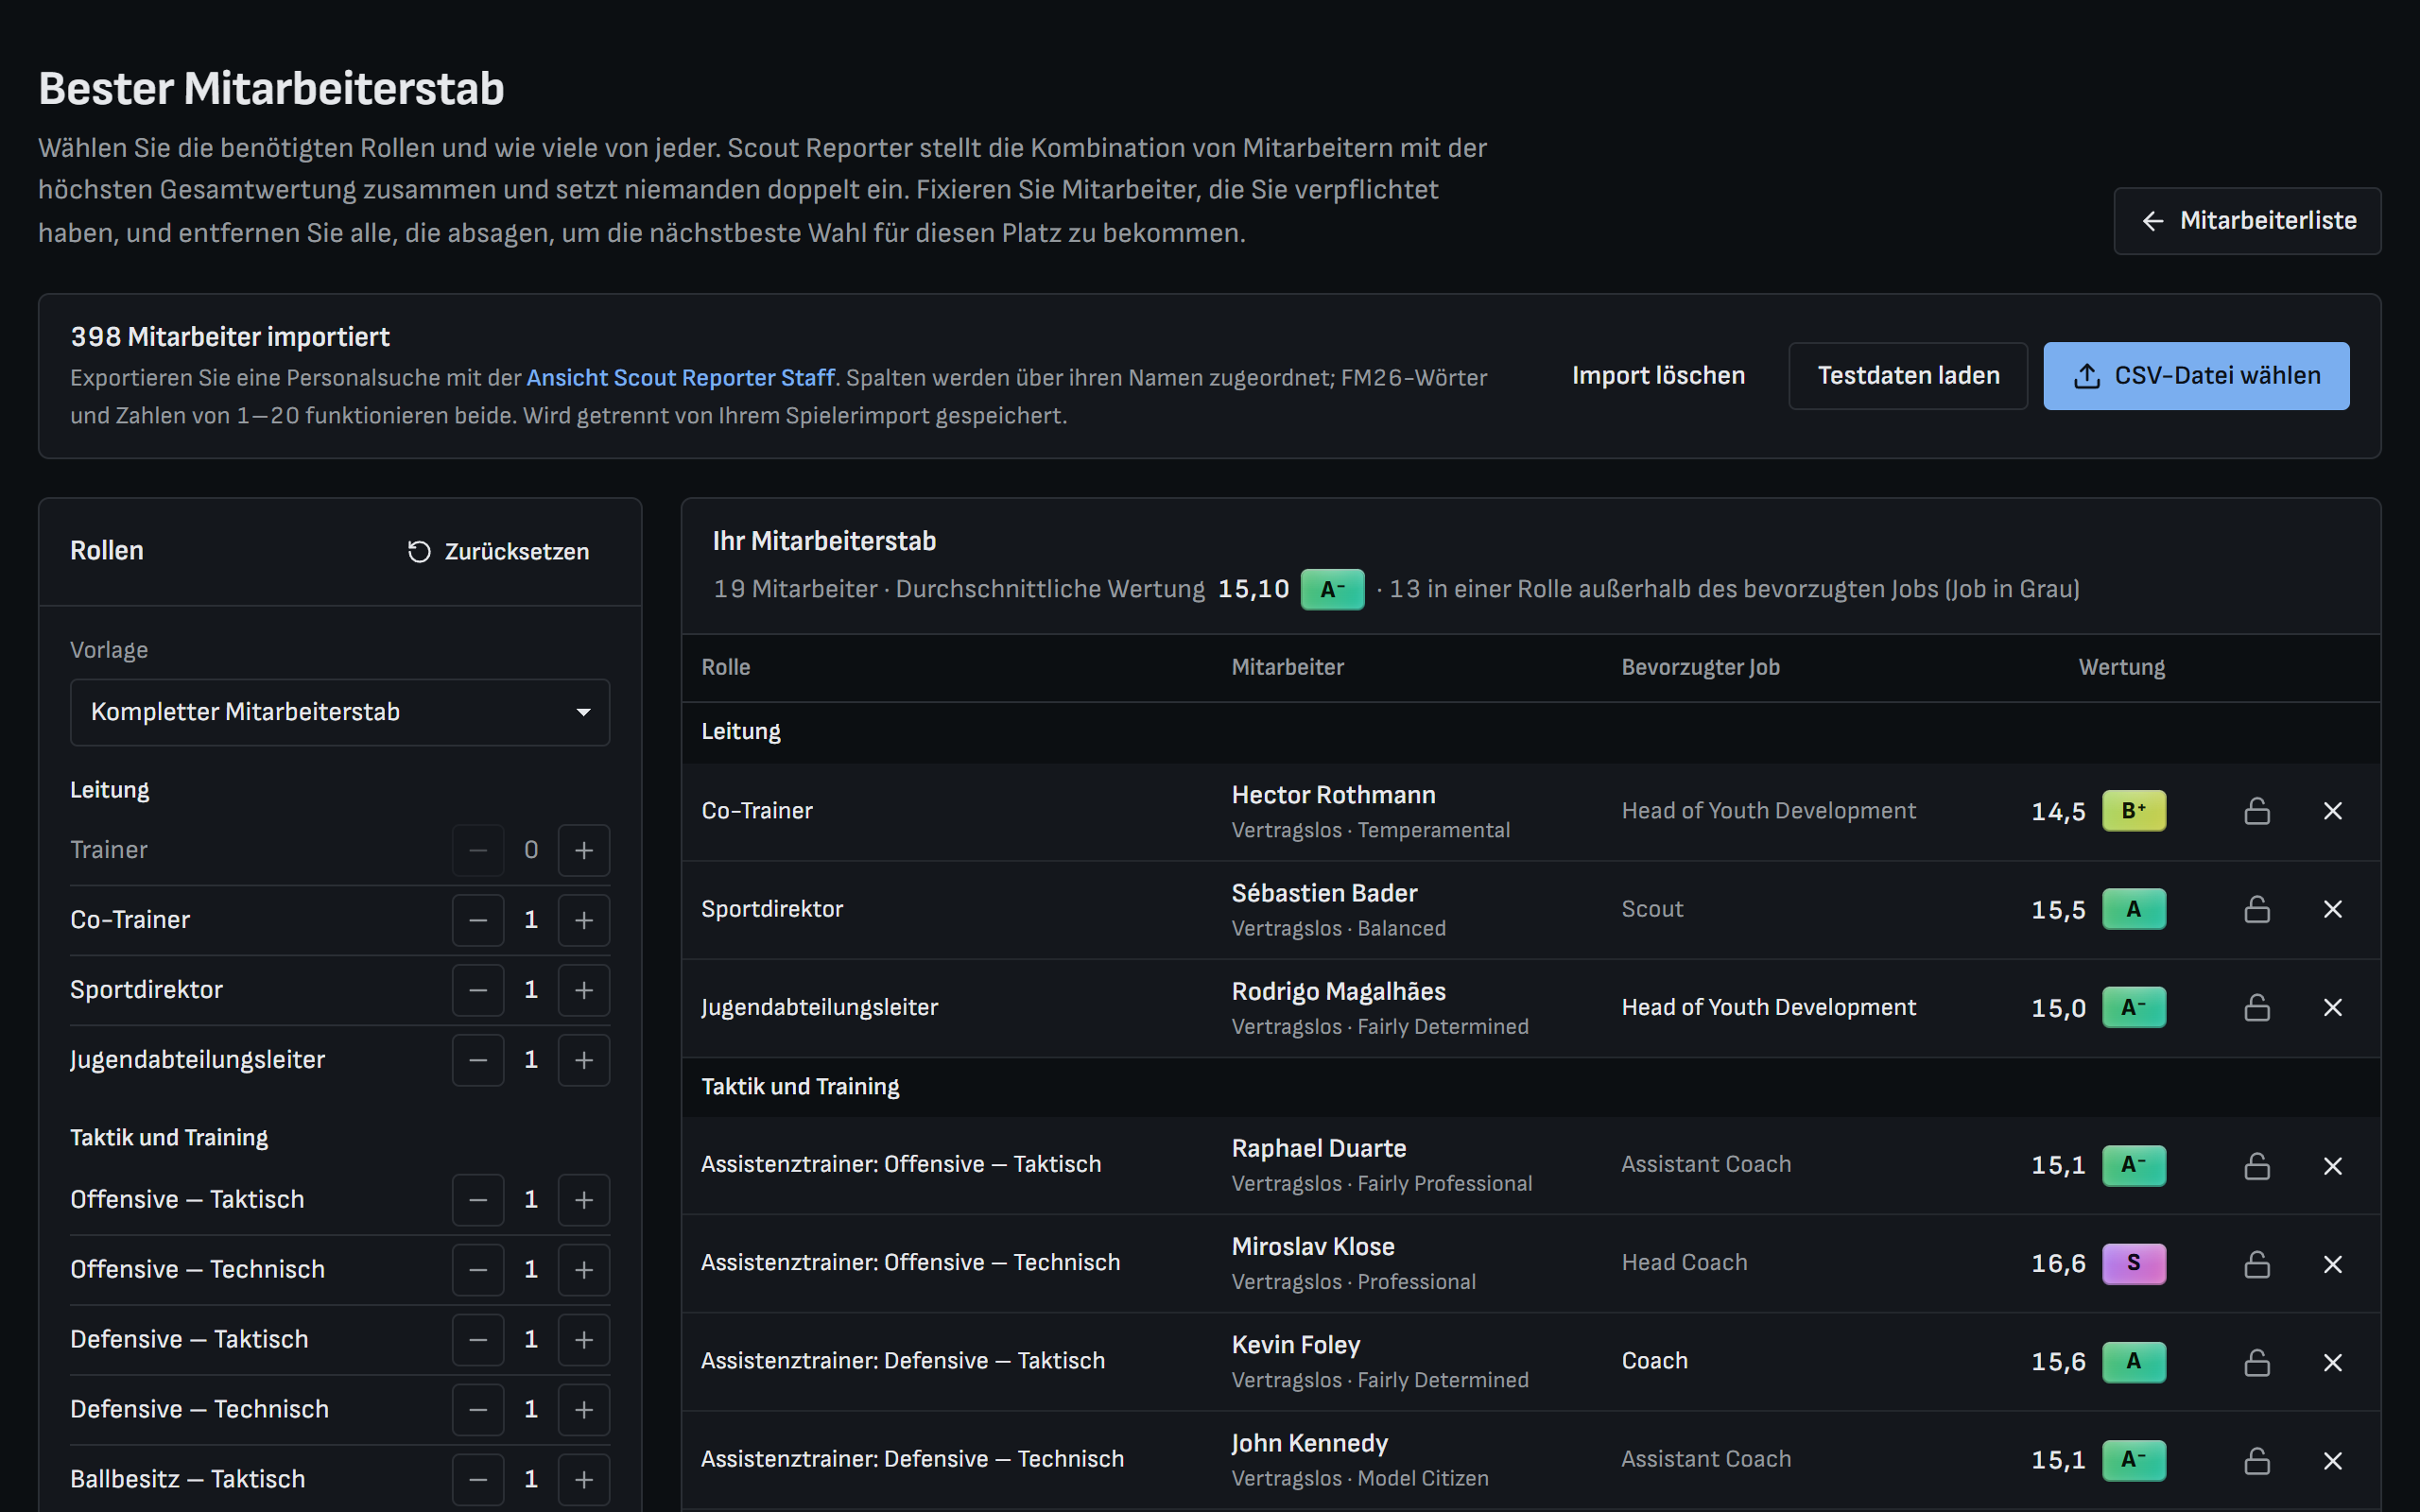 Bester Mitarbeiterstab
Wählen Sie die benötigten Rollen und wie viele von jeder. Scout Reporter stellt die Kombination von Mitarbeitern mit der
höchsten Gesamtwertung zusammen und setzt niemanden doppelt ein. Fixieren Sie Mitarbeiter, die Sie verpflichtet
haben, und entfernen Sie alle, die absagen, um die nächstbeste Wahl für diesen Platz zu bekommen.
Mitarbeiterliste
398 Mitarbeiter importiert
Exportieren Sie eine Personalsuche mit der Ansicht Scout Reporter Staff. Spalten werden über ihren Namen zugeordnet; FM26-Wörter
und Zahlen von 1–20 funktionieren beide. Wird getrennt von Ihrem Spielerimport gespeichert.
Import löschen
Testdaten laden
CSV-Datei wählen
Rollen
Zurücksetzen
Vorlage
Kompletter Mitarbeiterstab
Leitung
Trainer 0
Co-Trainer 1
Sportdirektor 1
Jugendabteilungsleiter 1
Taktik und Training
Offensive – Taktisch 1
Offensive – Technisch 1
Defensive – Taktisch 1
Defensive – Technisch 1
Ballbesitz – Taktisch 1
Ihr Mitarbeiterstab
19 Mitarbeiter · Durchschnittliche Wertung 15,10 A⁻ · 13 in einer Rolle außerhalb des bevorzugten Jobs (Job in Grau)
Rolle Mitarbeiter Bevorzugter Job Wertung
Leitung
Co-Trainer Hector Rothmann Head of Youth Development 14,5 B⁺
Vertragslos · Temperamental
Sportdirektor Sébastien Bader Scout 15,5 A
Vertragslos · Balanced
Jugendabteilungsleiter Rodrigo Magalhães Head of Youth Development 15,0 A⁻
Vertragslos · Fairly Determined
Taktik und Training
Assistenztrainer: Offensive – Taktisch Raphael Duarte Assistant Coach 15,1 A⁻
Vertragslos · Fairly Professional
Assistenztrainer: Offensive – Technisch Miroslav Klose Head Coach 16,6 S
Vertragslos · Professional
Assistenztrainer: Defensive – Taktisch Kevin Foley Coach 15,6 A
Vertragslos · Fairly Determined
Assistenztrainer: Defensive – Technisch John Kennedy Assistant Coach 15,1 A⁻
Vertragslos · Model Citizen